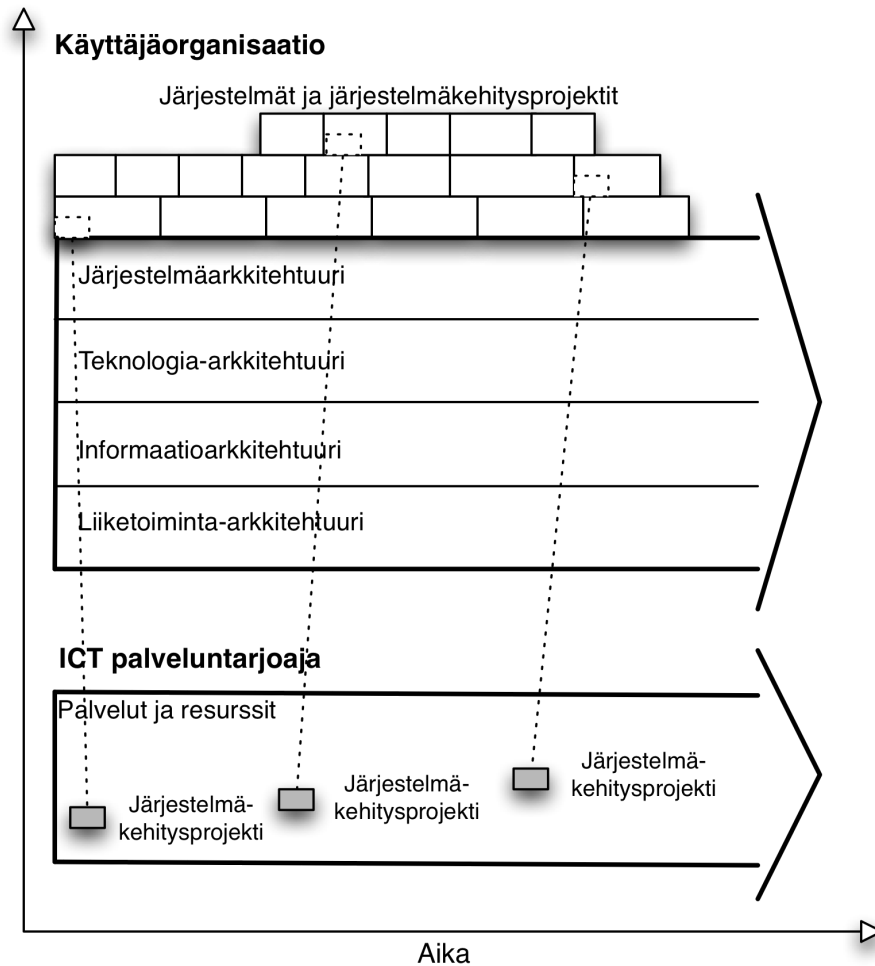 Käyttäjäorganisaatio
Järjestelmät ja järjestelmäkehitysprojektit
Järjestelmäarkkitehtuuri
Teknologia-arkkitehtuuri
Informaatioarkkitehtuuri
Liiketoiminta-arkkitehtuuri
ICT palveluntarjoaja
Palvelut ja resurssit
Järjestelmä-
kehitysprojekti
Järjestelmä-
kehitysprojekti
Järjestelmä-
kehitysprojekti
Aika